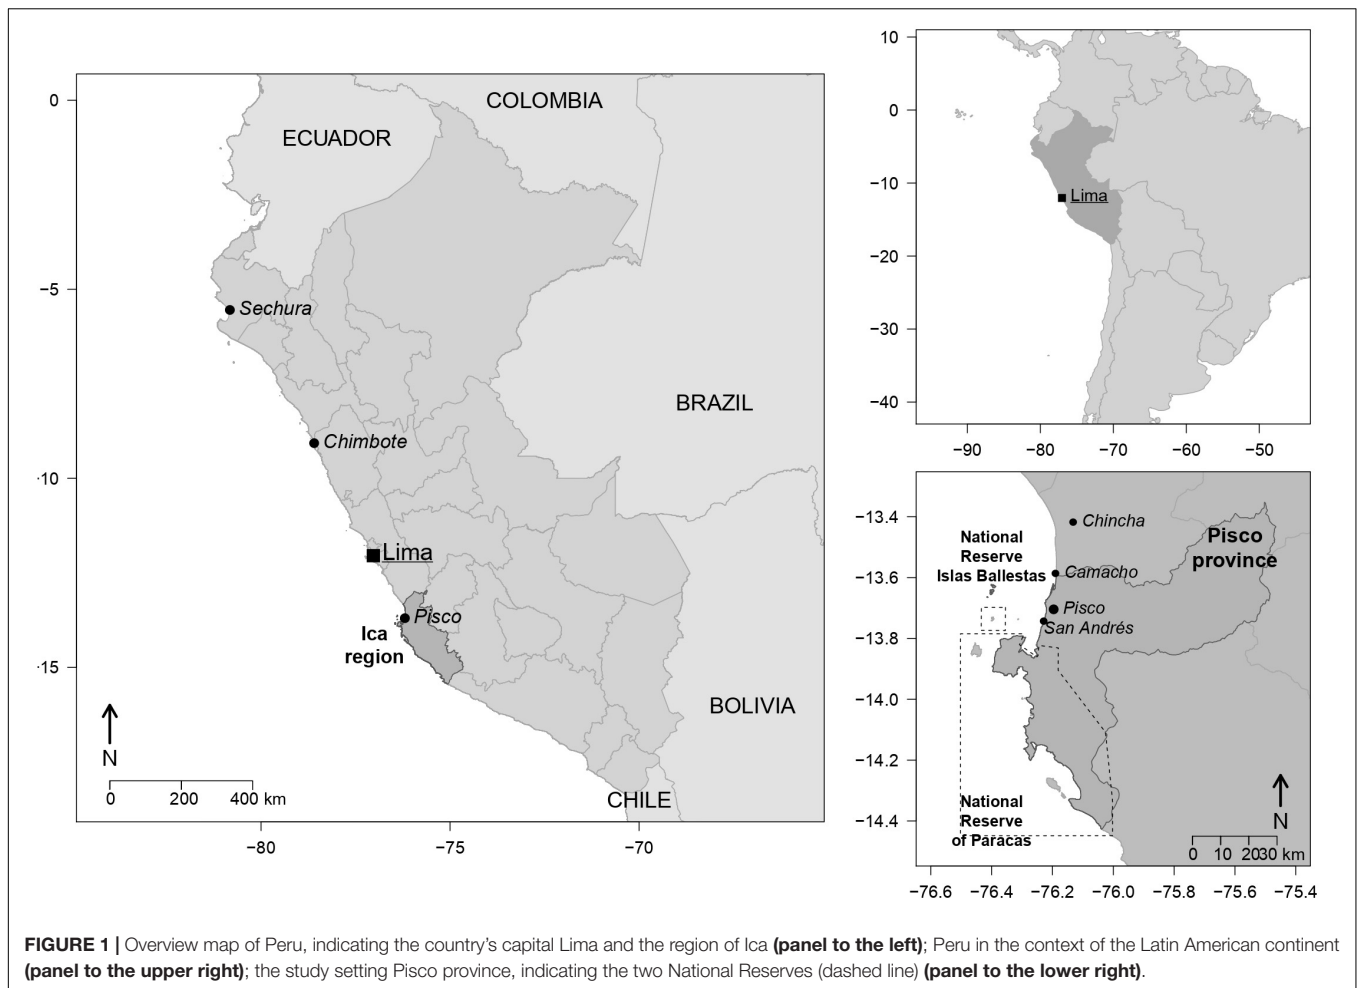 0
−5
·10
·15
COLOMBIA
ECUADOR
Sechura
BRAZIL
Chimbote
Lima
Pisco
Ica
region
BOLIVIA
N
0 200 400 km
CHILE
−80 −75 −70
10
0
−10
−20
−30
−40
Lima
−90 −80 −70 −60 −50
−13.4
−13.6
−13.8
−14.0
−14.2
−14.4
Chincha
National
Reserve
Islas Ballestas
Pisco
province
Camacho
Pisco
San Andrés
National
Reserve
of Paracas
N
0 10 2030 km
−76.6 −76.4 −76.2 −76.0 −75.8 −75.6 −75.4
FIGURE 1 | Overview map of Peru, indicating the country's capital Lima and the region of Ica (panel to the left); Peru in the context of the Latin American continent
(panel to the upper right); the study setting Pisco province, indicating the two National Reserves (dashed line) (panel to the lower right).